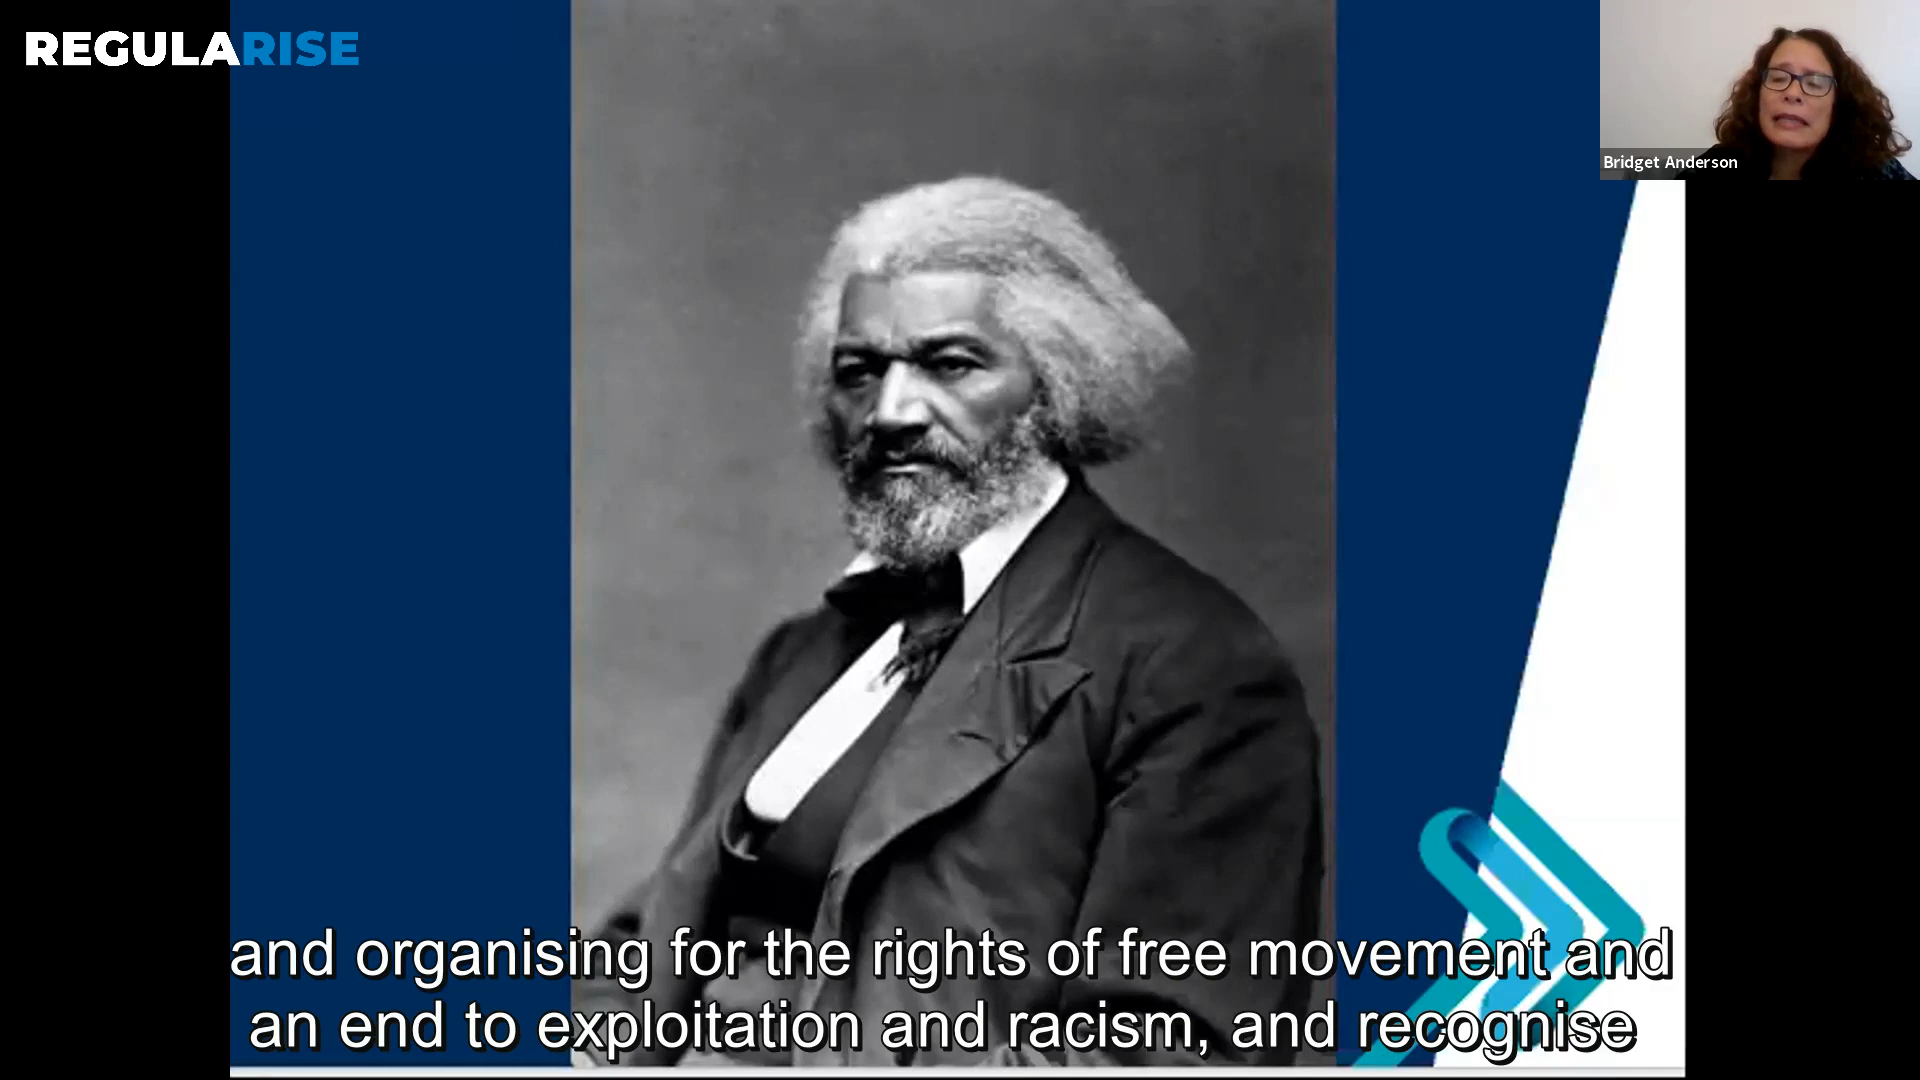 REGULARISE
Bridget Anderson
and organising for the rights of free movement and
an end to exploitation and racism, and recognise